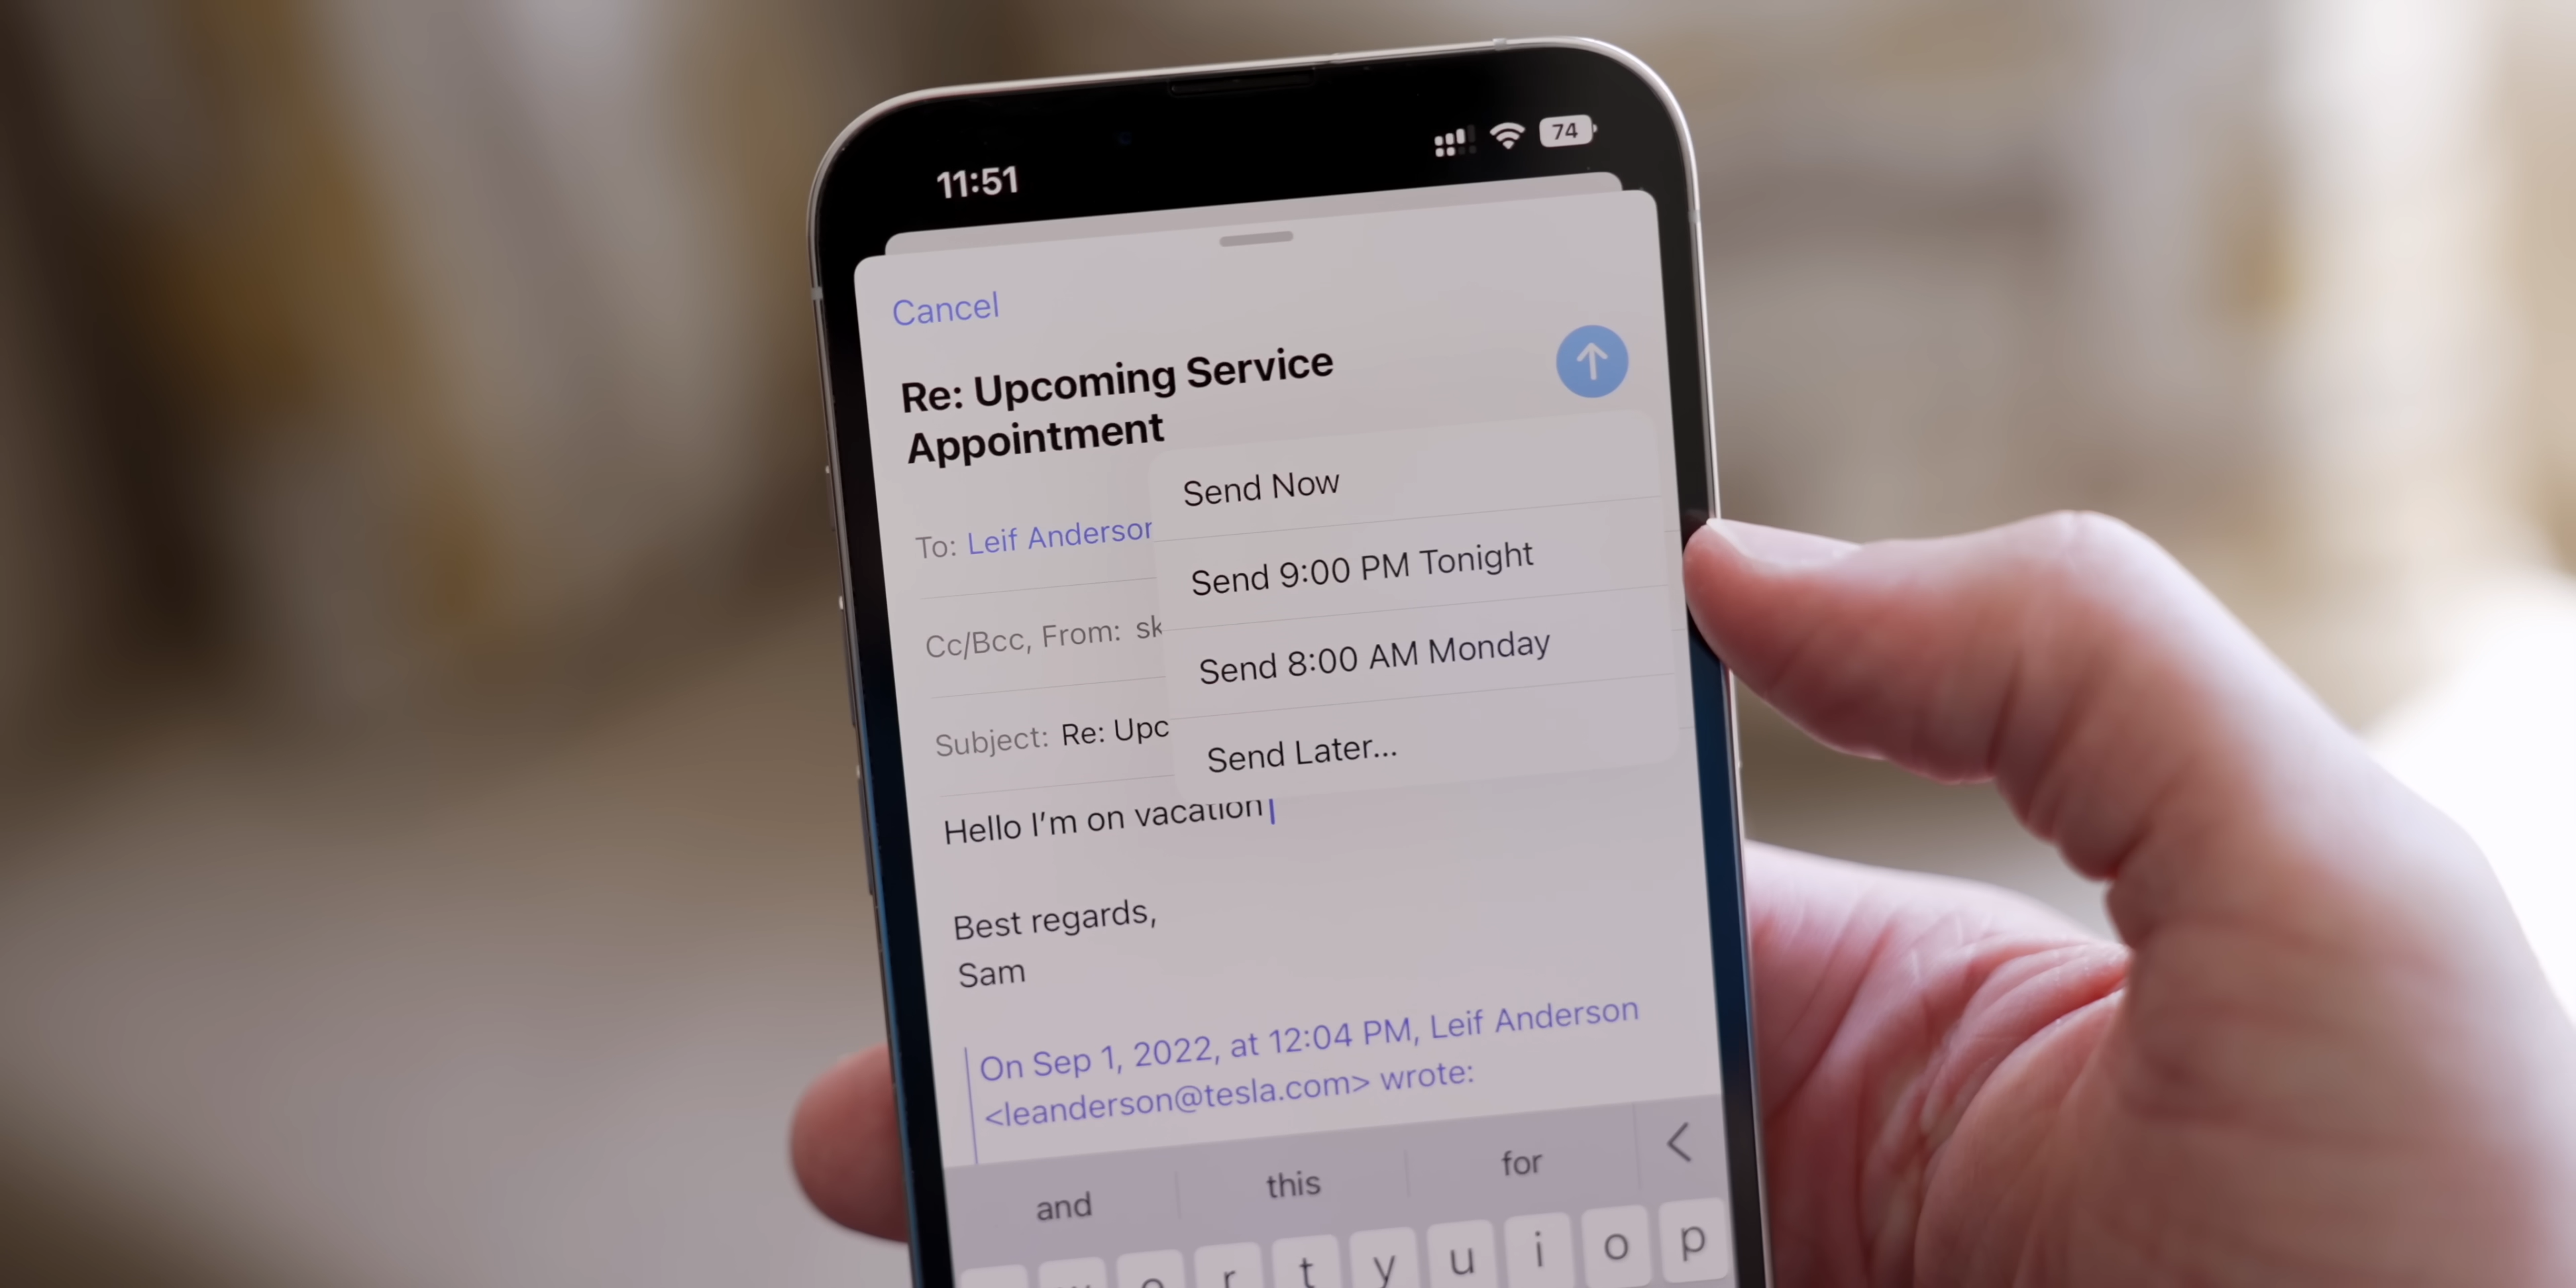 11:51
74
Cancel
Re: Upcoming Service
Appointment
Send Now
To: Leif Anderson
Send 9:00 PM Tonight
Cc/Bcc, From: sk
Send 8:00 AM Monday
Subject: Re: Upc
Send Later...
Hello I'm on vacation
Best regards,
Sam
On Sep 1, 2022, at 12:04 PM, Leif Anderson
<leanderson@tesla.com> wrote:
and this for
r t y u i o p